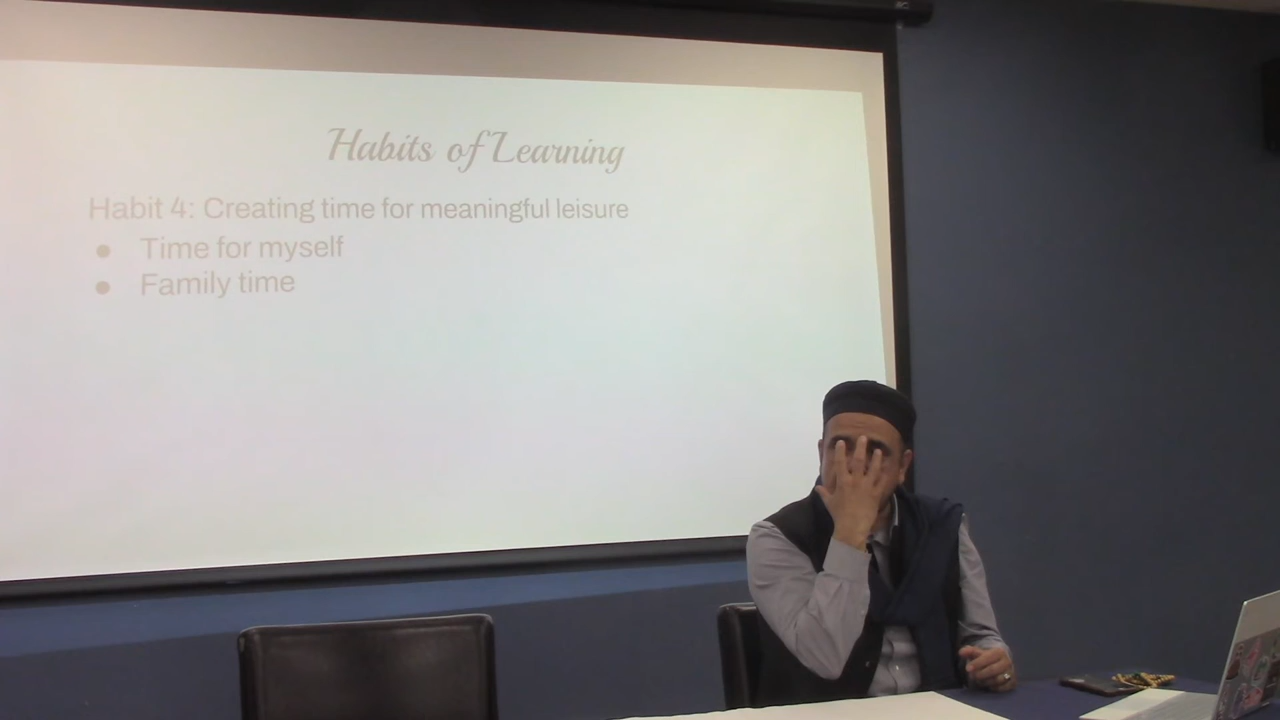 Habits of Learning
Habit 4: Creating time for meaningful leisure
● Time for myself
● Family time